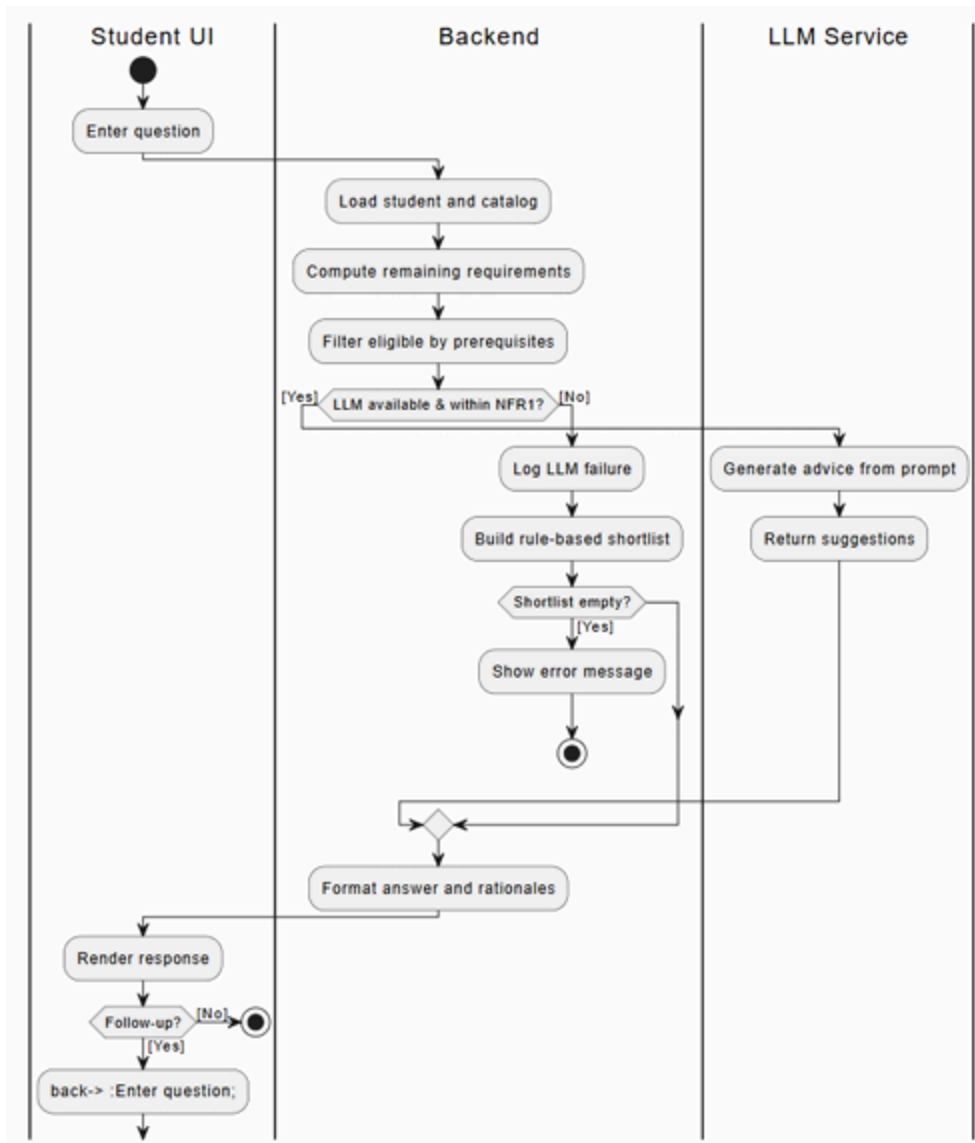 Student UI
Backend
LLM Service
Enter question
Load student and catalog
Compute remaining requirements
Filter eligible by prerequisites
[Yes]
LLM available & within NFR1?
[No]
Log LLM failure
Generate advice from prompt
Build rule-based shortlist
Return suggestions
Shortlist empty?
[Yes]
Show error message
Format answer and rationales
Render response
Follow-up?
[No]
[Yes]
back-> :Enter question;